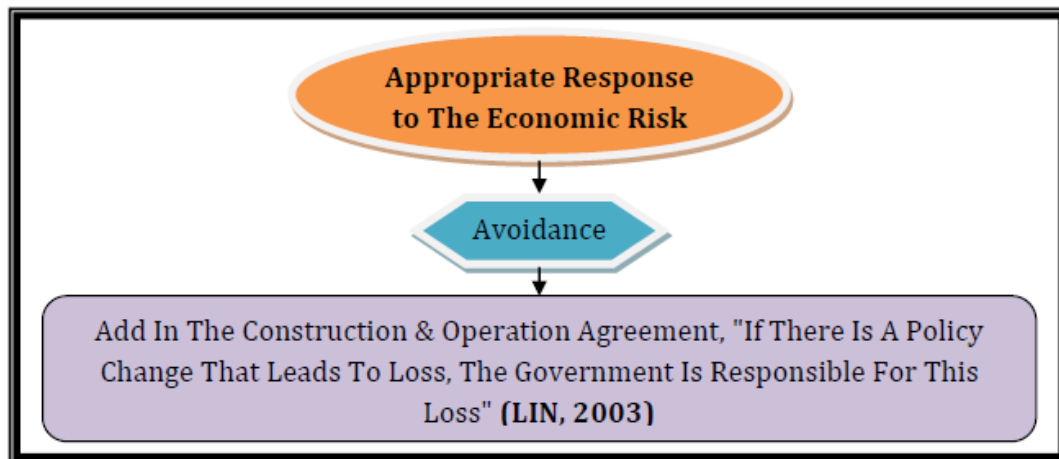 Appropriate Response
to The Economic Risk
Avoidance
Add In The Construction & Operation Agreement, "If There Is A Policy
Change That Leads To Loss, The Government Is Responsible For This
Loss" (LIN, 2003)